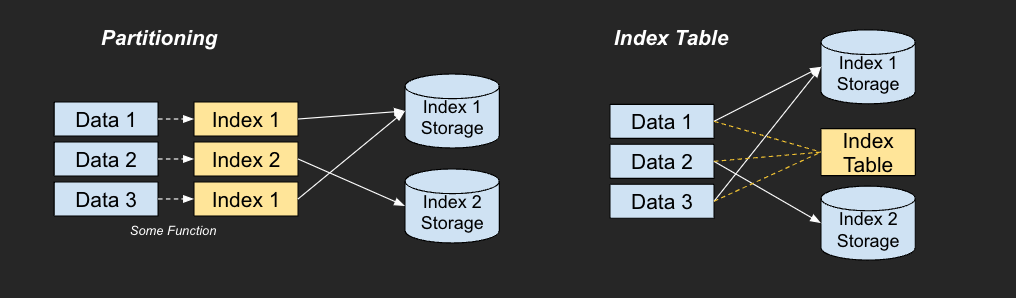 Partitioning
Data 1
Index 1
Data 2
Index 2
Data 3
Index 1
Some Function
Index 1
Storage
Index 2
Storage
Index Table
Data 1
Data 2
Data 3
Index 1
Storage
Index
Table
Index 2
Storage